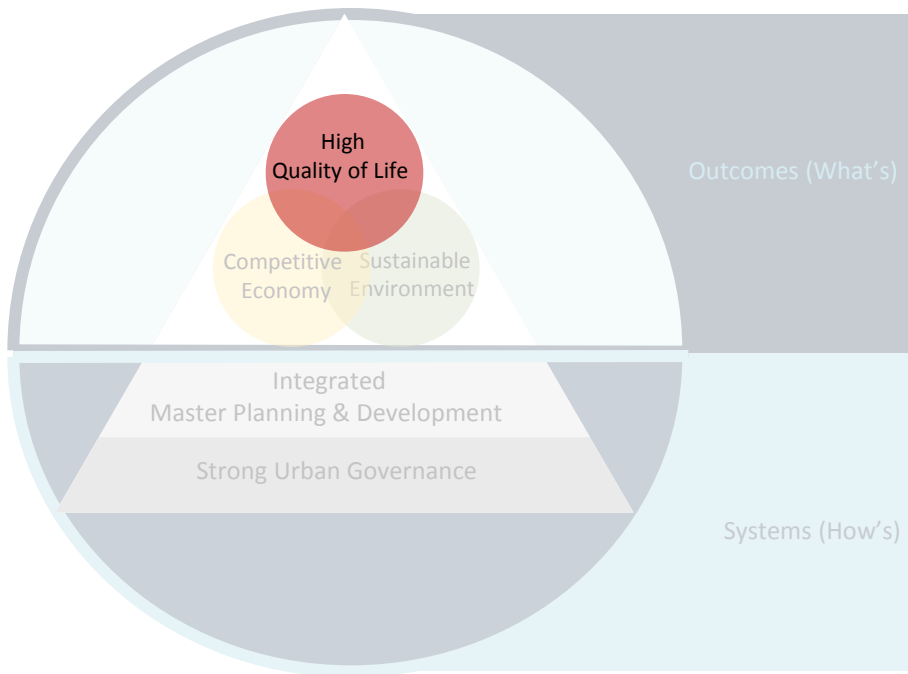 High
Quality of Life
Outcomes (What's)
Competitive
Economy
Sustainable
Environment
Integrated
Master Planning & Development
Strong Urban Governance
Systems (How's)